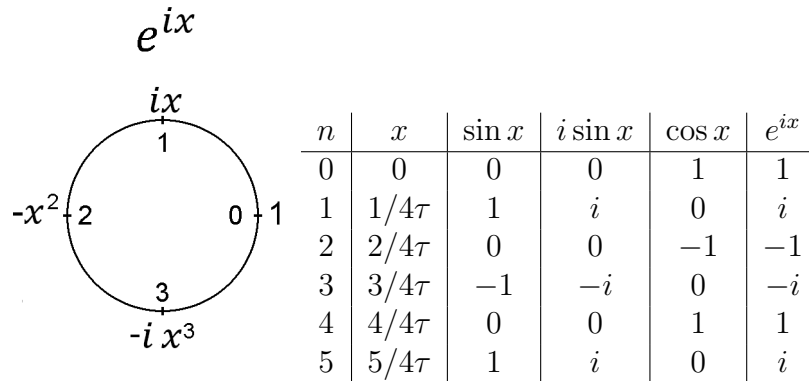 e^{ix}
ix
1
-x² 2 0 1
3
-i x³
n x sin x i sin x cos x e^{ix}
0 0 0 0 1 1
1 1/4τ 1 i 0 i
2 2/4τ 0 0 −1 −1
3 3/4τ −1 −i 0 −i
4 4/4τ 0 0 1 1
5 5/4τ 1 i 0 i